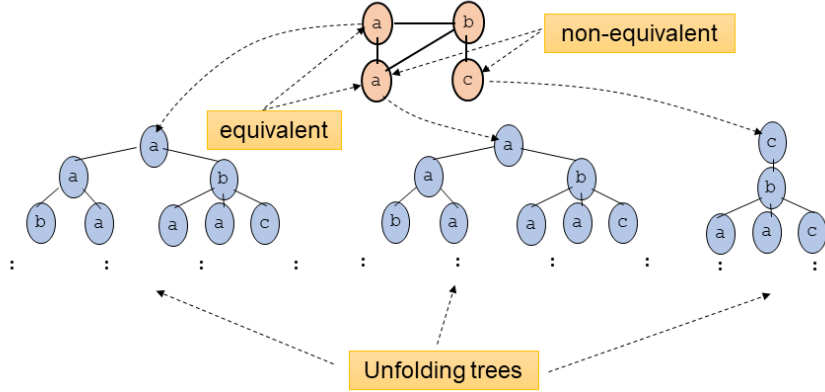 a b
non-equivalent
a c
equivalent
a a c
a b a b b
b a a a c b a a a c a a c
: : : : : : : : :
Unfolding trees